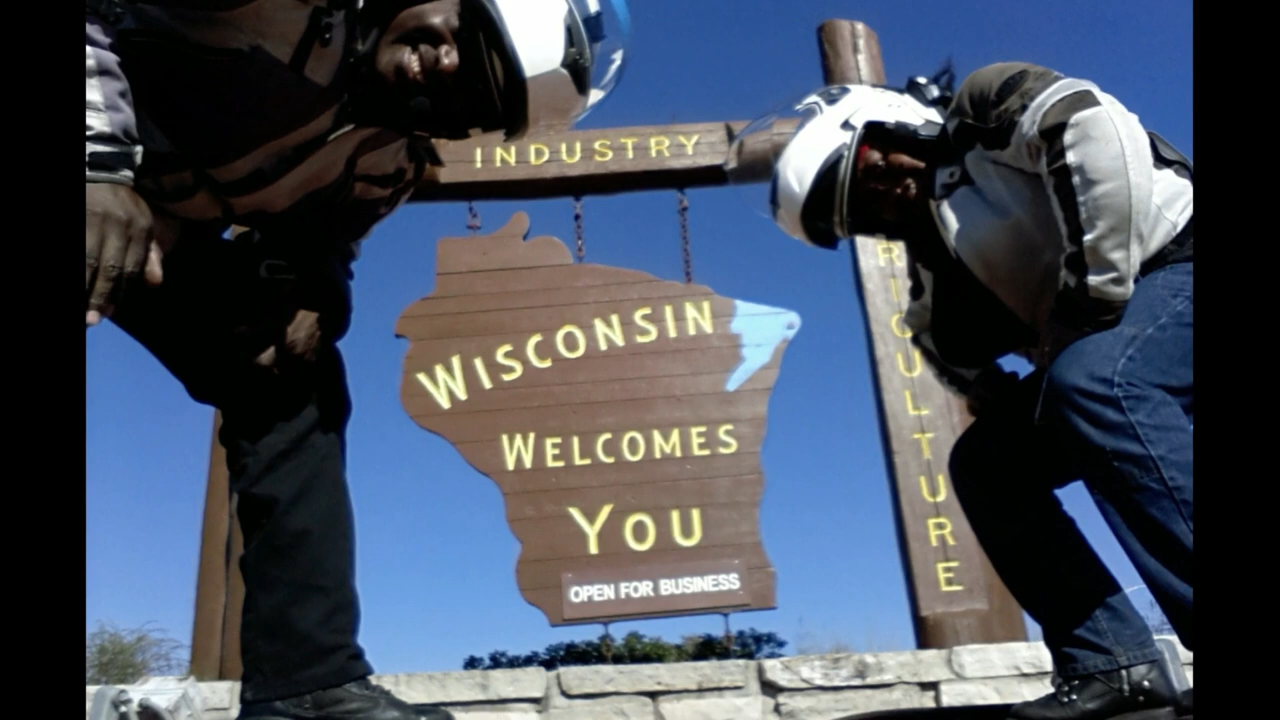 INDUSTRY
WISCONSIN
WELCOMES
YOU
OPEN FOR BUSINESS
RICULTURE